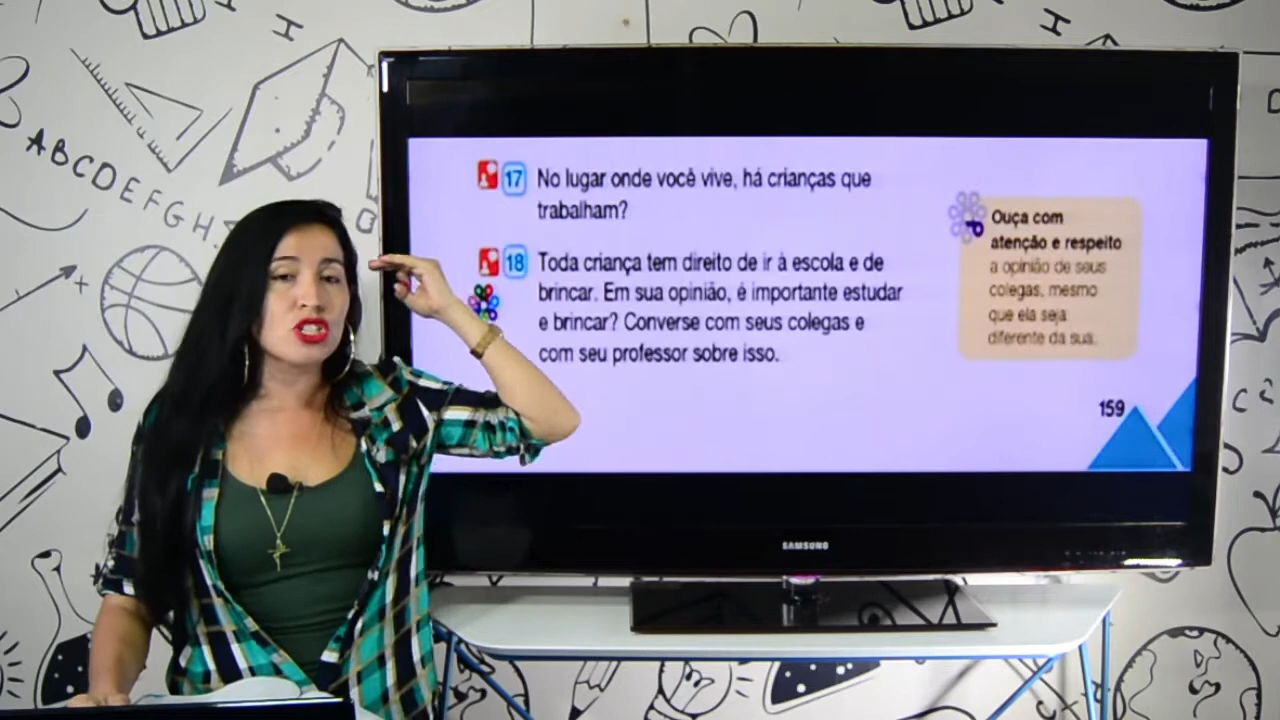 ABCDEFGH
17 No lugar onde você vive, há crianças que
trabalham?
18 Toda criança tem direito de ir à escola e de
brincar. Em sua opinião, é importante estudar
e brincar? Converse com seus colegas e
com seu professor sobre isso.
Ouça com
atenção e respeito
a opinião de seus
colegas, mesmo
que ela seja
diferente da sua.
159
SAMSUNG